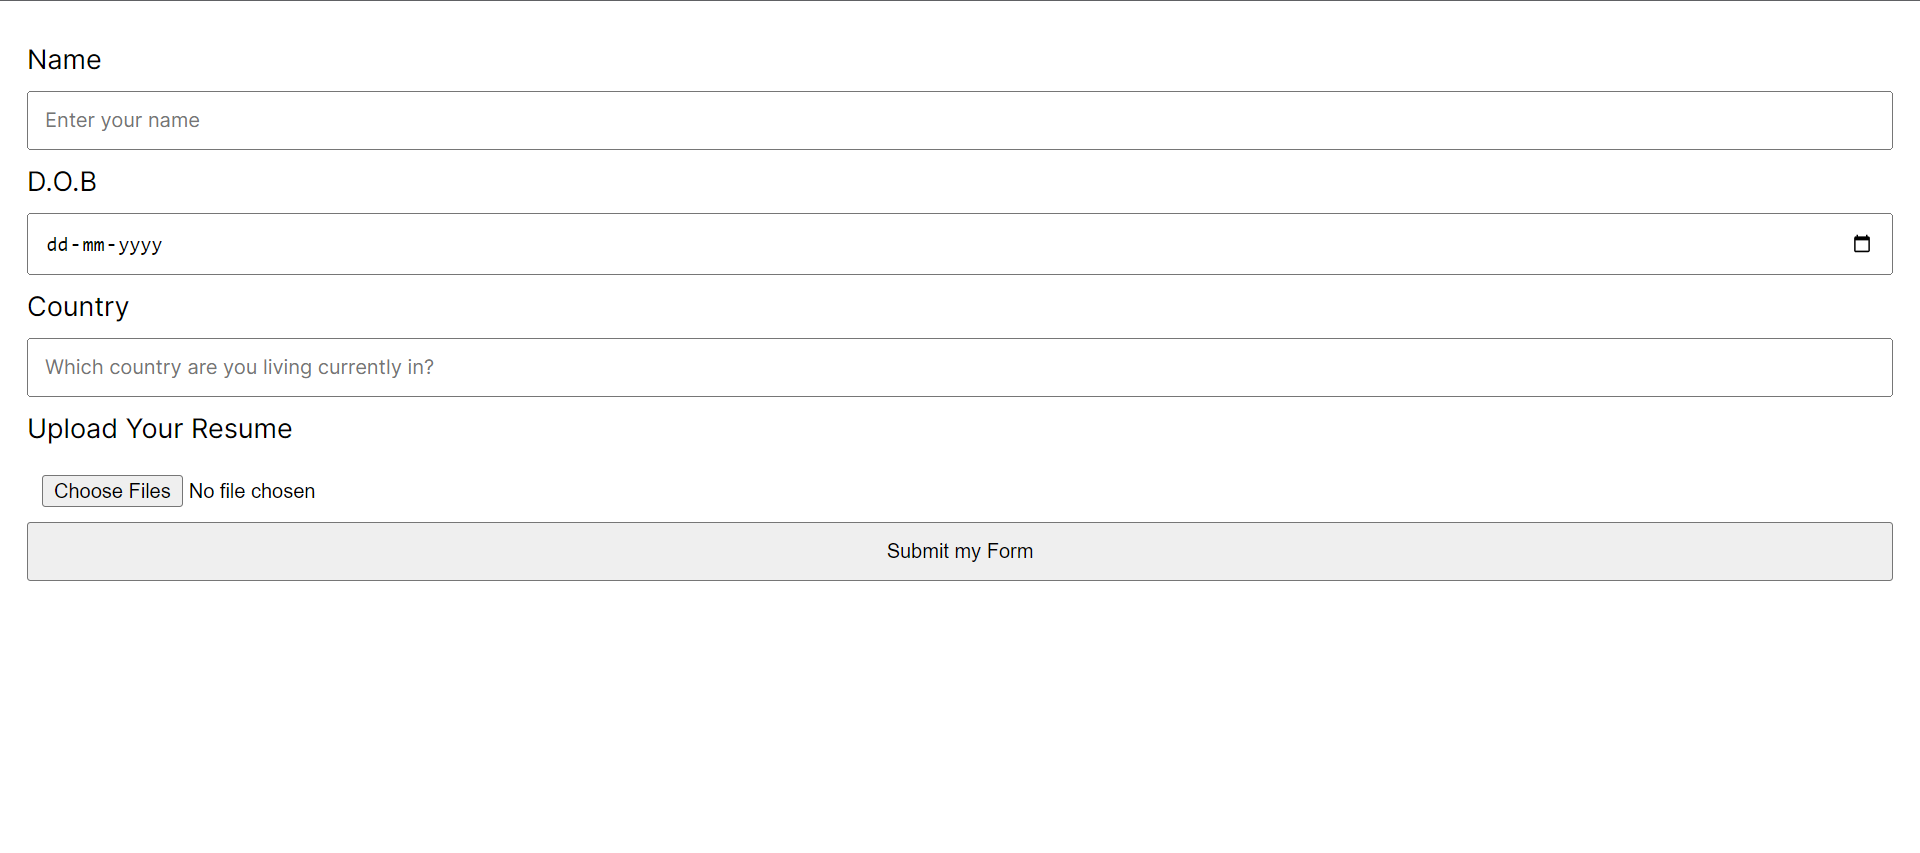 Name
Enter your name
D.O.B
dd-mm-yyyy
Country
Which country are you living currently in?
Upload Your Resume
Choose Files No file chosen
Submit my Form